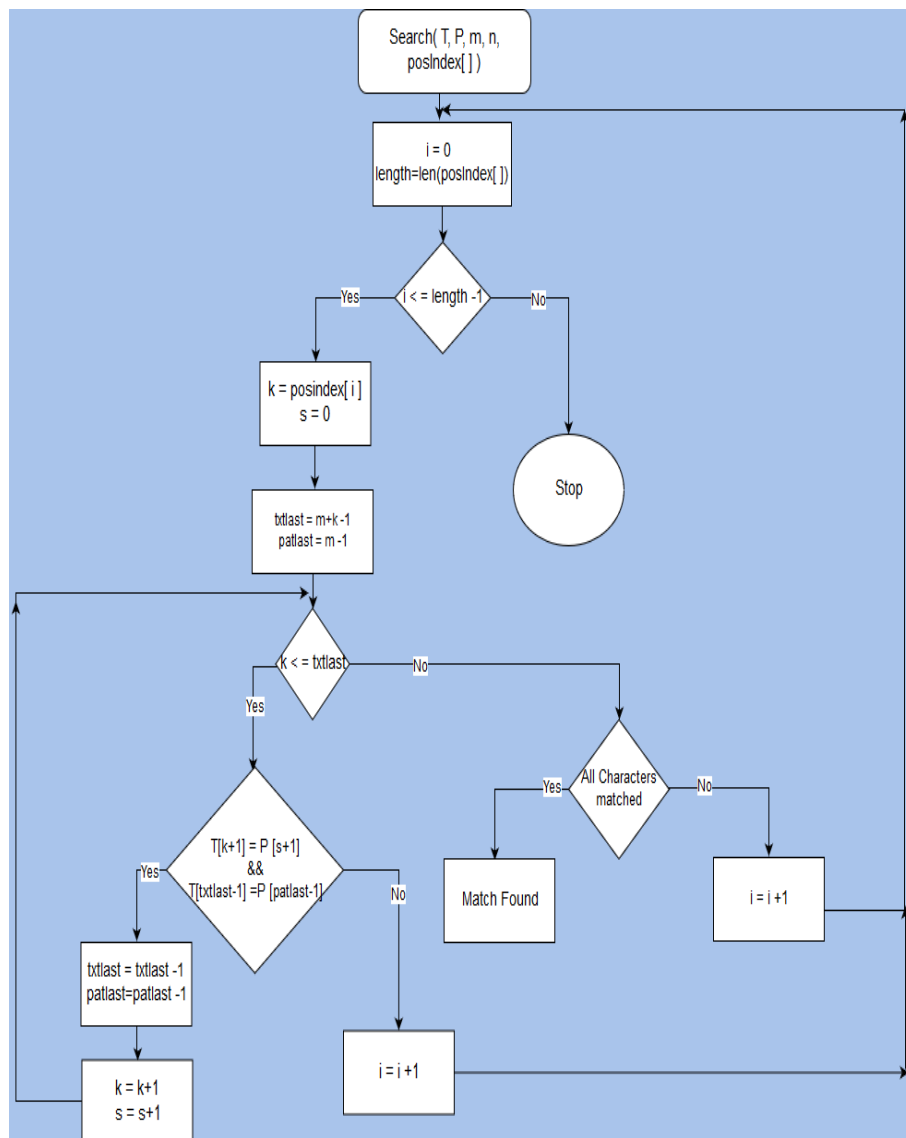 Search( T, P, m, n,
posIndex[ ] )
i = 0
length=len(posIndex[ ])
i < = length -1
Yes
No
k = posindex[ i ]
s = 0
Stop
txtlast = m+k -1
patlast = m -1
k < = txtlast
No
Yes
All Characters
matched
Yes
No
T[k+1] = P [s+1]
&&
T[txtlast-1] =P [patlast-1]
Yes
No
Match Found
i = i +1
txtlast = txtlast -1
patlast=patlast -1
i = i +1
k = k+1
s = s+1